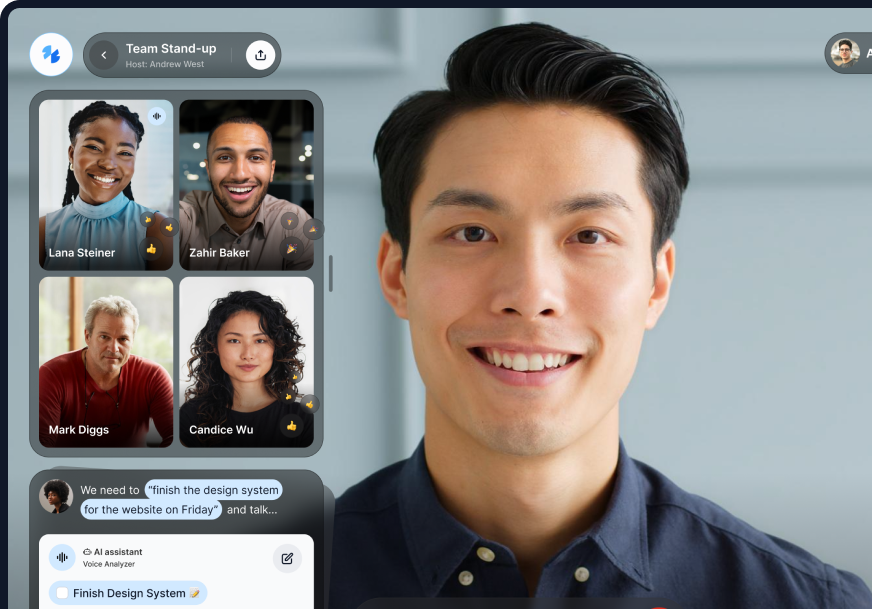 Team Stand-up
Host: Andrew West
A
Lana Steiner
Zahir Baker
Mark Diggs
Candice Wu
We need to "finish the design system
for the website on Friday" and talk...
AI assistant
Voice Analyzer
Finish Design System